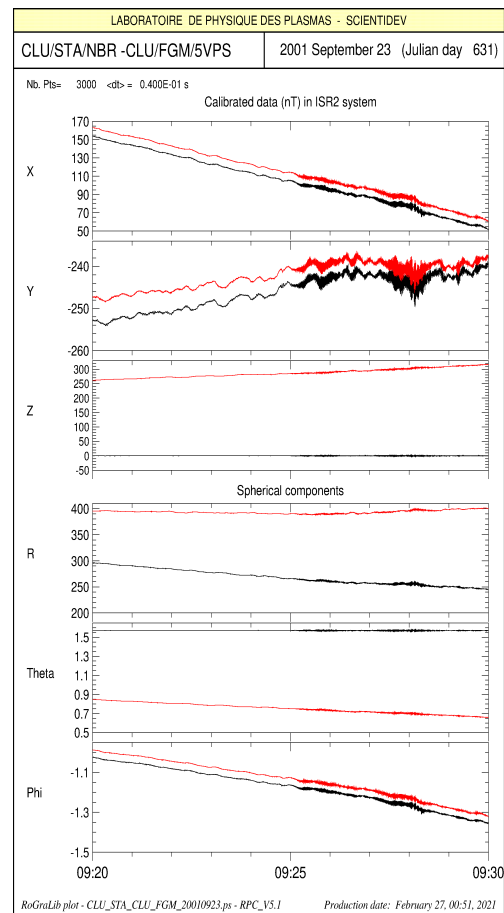 LABORATOIRE DE PHYSIQUE DES PLASMAS - SCIENTIDEV
CLU/STA/NBR -CLU/FGM/5VPS
2001 September 23 (Julian day 631)
Nb. Pts= 3000 <dt> = 0.400E-01 s
Calibrated data (nT) in ISR2 system
170
150
130
X
110
90
70
50
-240
Y
-250
-260
300
250
200
Z
150
100
50
0
-50
Spherical components
400
350
R
300
250
200
1.5
1.3
1.1
Theta
0.9
0.7
0.5
-1.1
Phi
-1.3
-1.5
09:20 09:25 09:30
RoGraLib plot - CLU_STA_CLU_FGM_20010923.ps - RPC_V5.1
Production date: February 27, 00:51, 2021